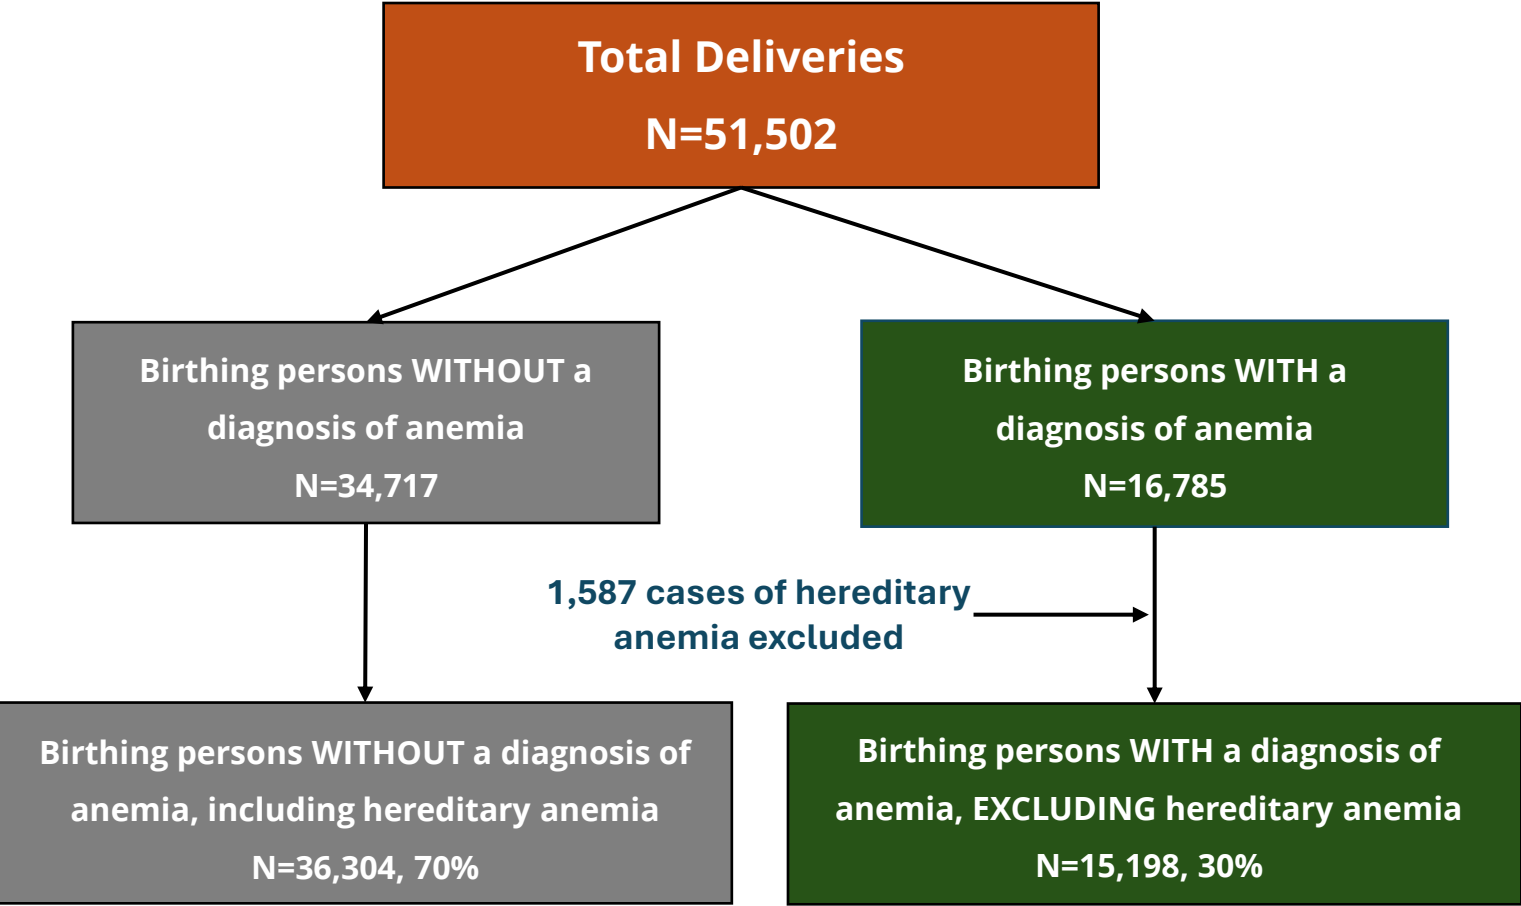 Total Deliveries
N=51,502
Birthing persons WITHOUT a
diagnosis of anemia
N=34,717
Birthing persons WITH a
diagnosis of anemia
N=16,785
1,587 cases of hereditary
anemia excluded
Birthing persons WITHOUT a diagnosis of
anemia, including hereditary anemia
N=36,304, 70%
Birthing persons WITH a diagnosis of
anemia, EXCLUDING hereditary anemia
N=15,198, 30%